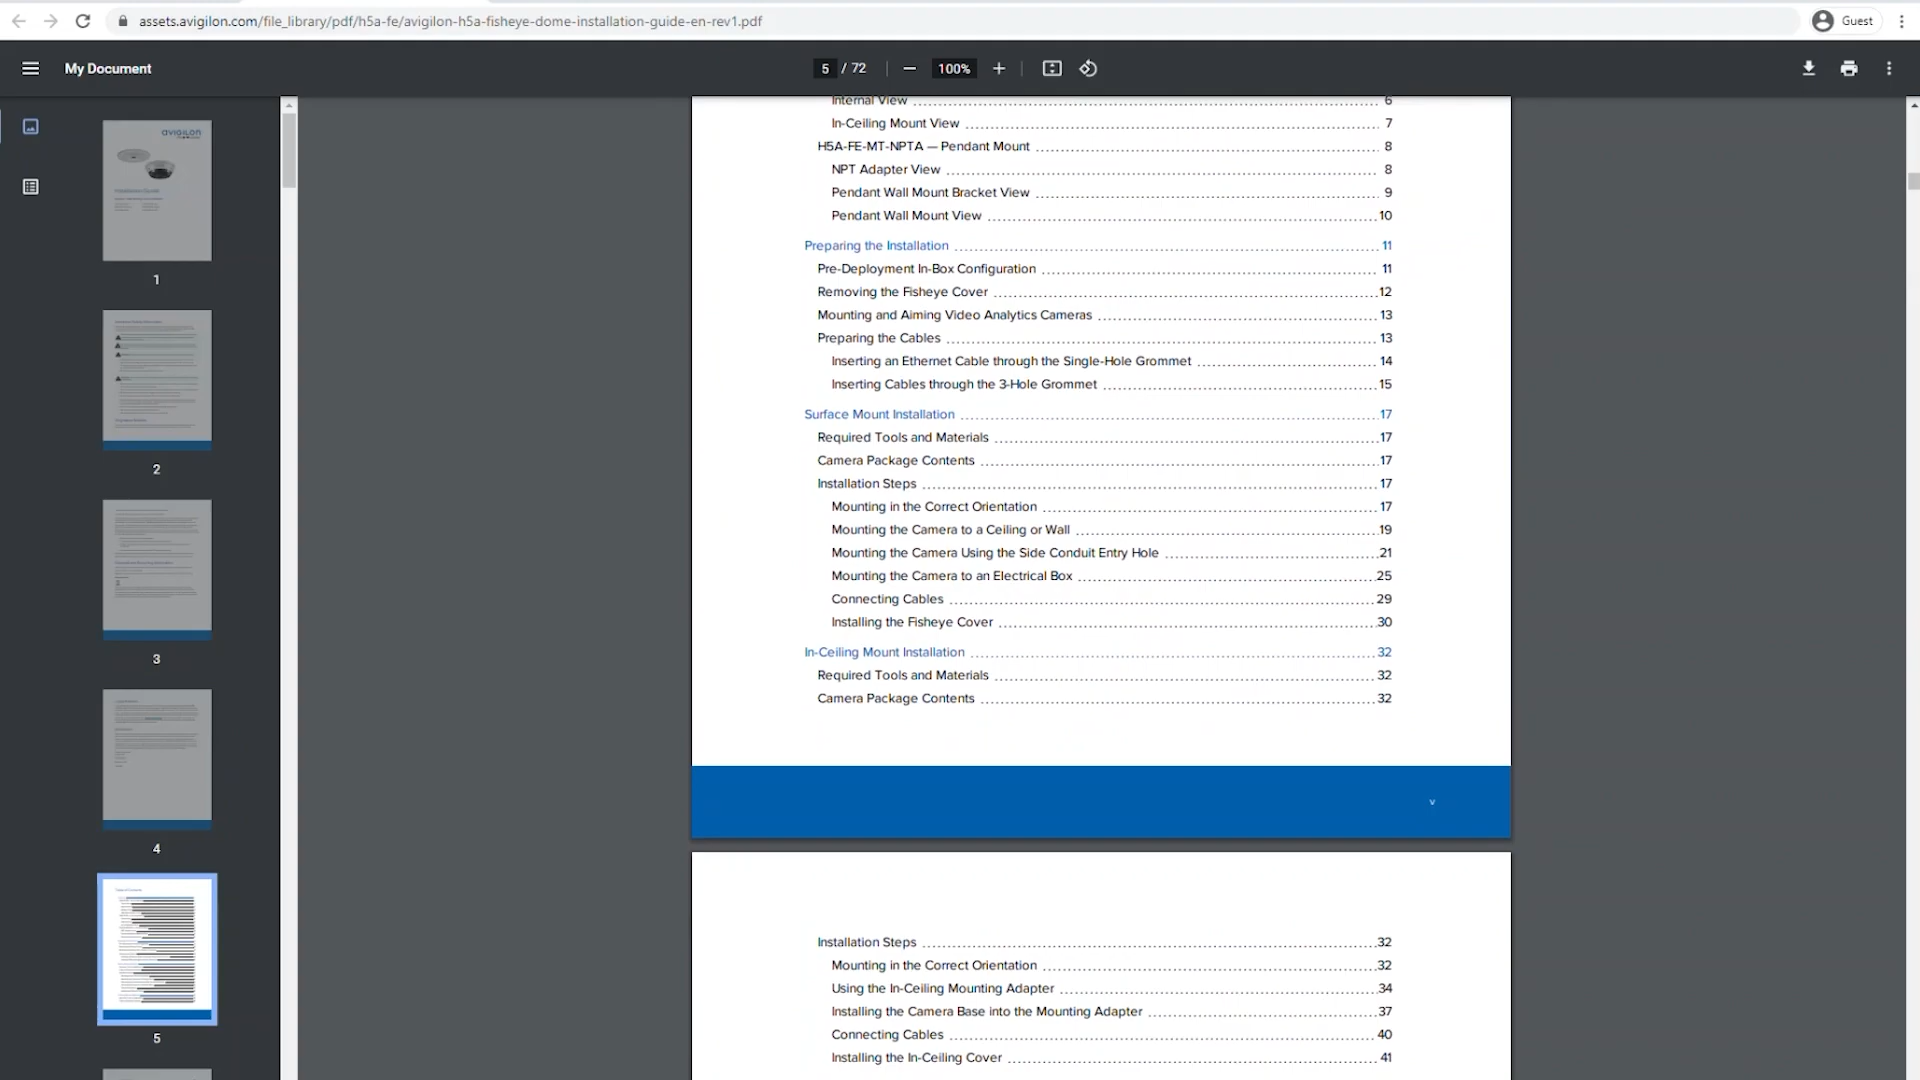 assets.avigilon.com/file_library/pdf/h5a-fe/avigilon-h5a-fisheye-dome-installation-guide-en-rev1.pdf
Guest
My Document
5 / 72
100%
avigilon
1
2
3
4
5
Internal View 6
In-Ceiling Mount View 7
H5A-FE-MT-NPTA — Pendant Mount 8
NPT Adapter View 8
Pendant Wall Mount Bracket View 9
Pendant Wall Mount View 10
Preparing the Installation 11
Pre-Deployment In-Box Configuration 11
Removing the Fisheye Cover 12
Mounting and Aiming Video Analytics Cameras 13
Preparing the Cables 13
Inserting an Ethernet Cable through the Single-Hole Grommet 14
Inserting Cables through the 3-Hole Grommet 15
Surface Mount Installation 17
Required Tools and Materials 17
Camera Package Contents 17
Installation Steps 17
Mounting in the Correct Orientation 17
Mounting the Camera to a Ceiling or Wall 19
Mounting the Camera Using the Side Conduit Entry Hole 21
Mounting the Camera to an Electrical Box 25
Connecting Cables 29
Installing the Fisheye Cover 30
In-Ceiling Mount Installation 32
Required Tools and Materials 32
Camera Package Contents 32
v
Installation Steps 32
Mounting in the Correct Orientation 32
Using the In-Ceiling Mounting Adapter 34
Installing the Camera Base into the Mounting Adapter 37
Connecting Cables 40
Installing the In-Ceiling Cover 41